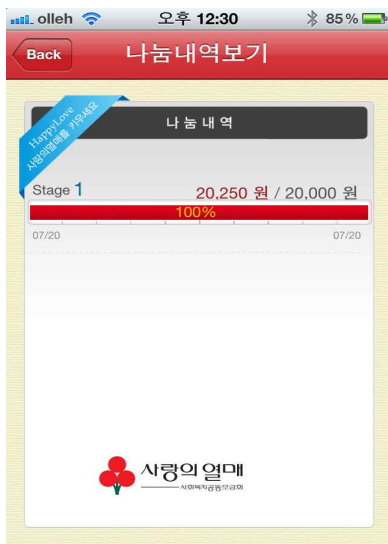 olleh 오후 12:30 85%
Back 나눔내역보기
HappyLove
사랑의열매를 키우세요
나눔내역
Stage 1 20,250 원 / 20,000 원
100%
07/20 07/20
사랑의열매
사회복지공동모금회